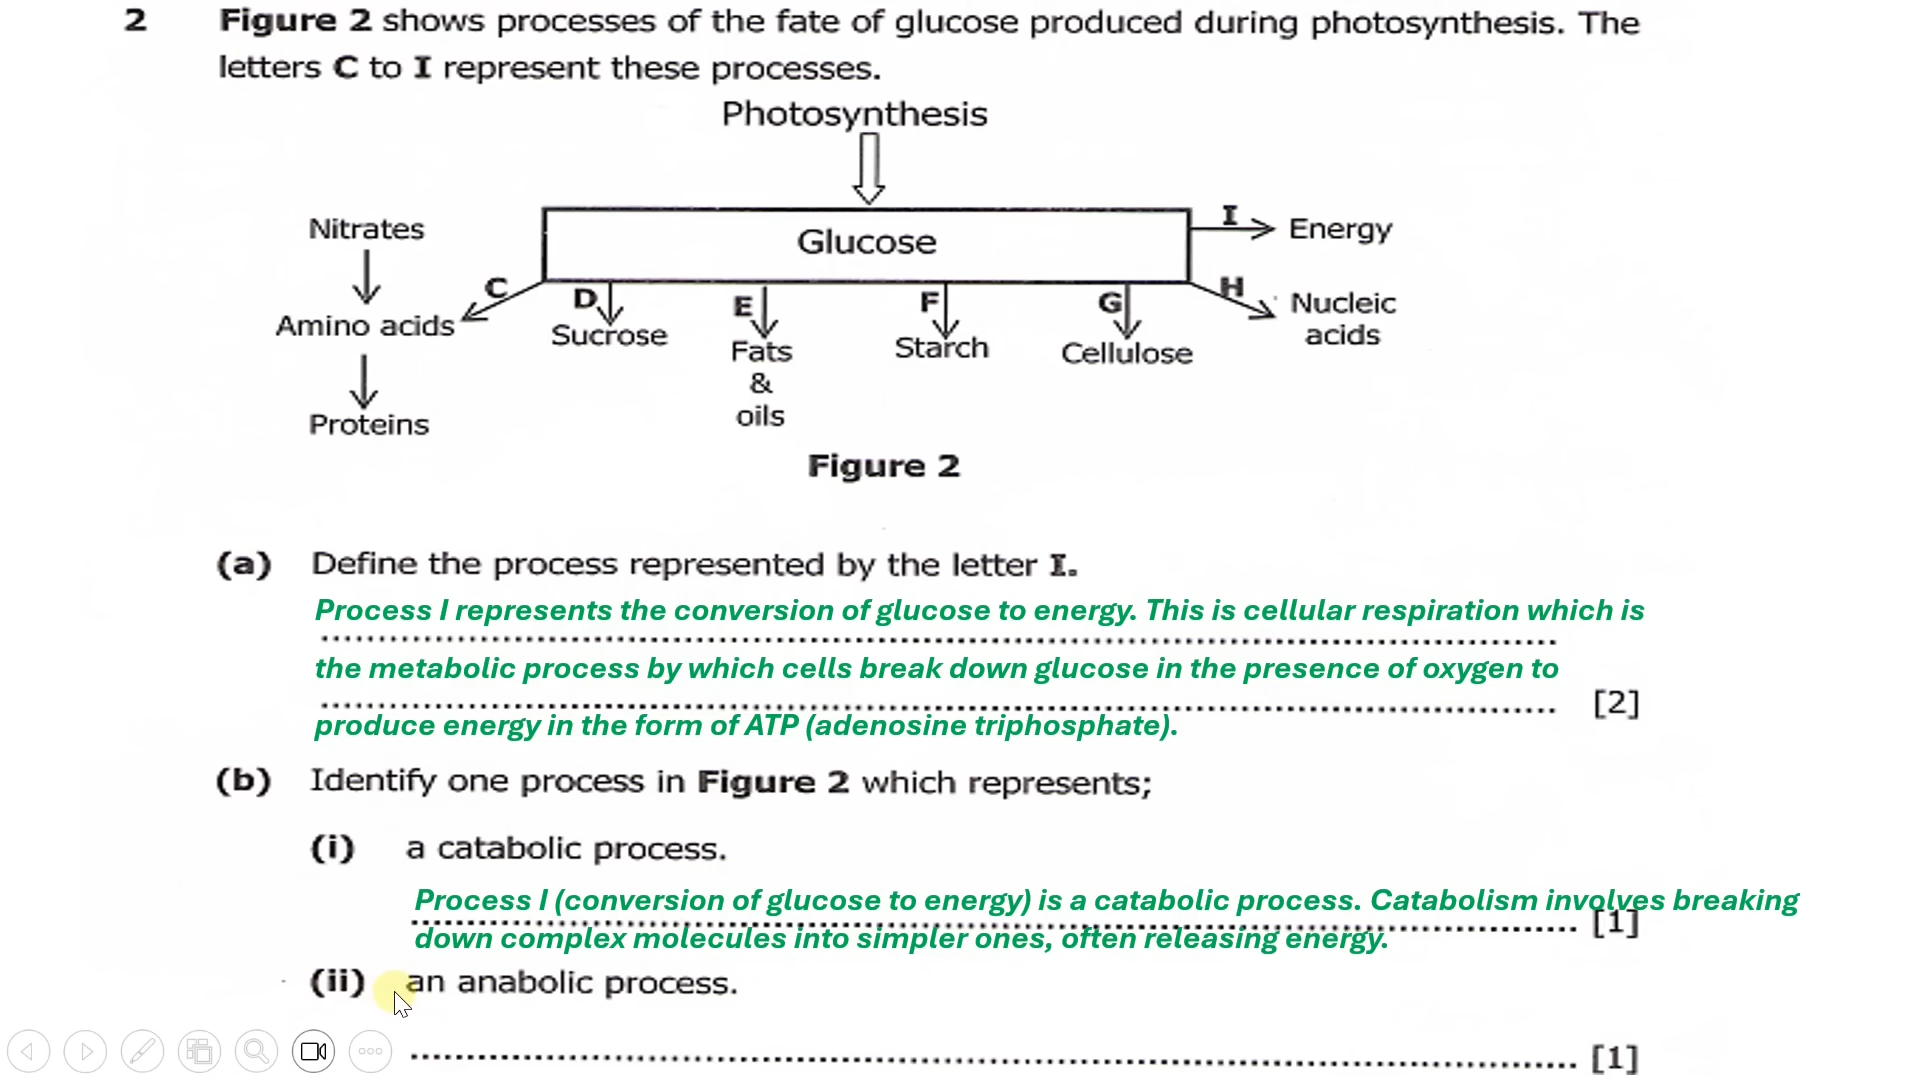 2 Figure 2 shows processes of the fate of glucose produced during photosynthesis. The
letters C to I represent these processes.
Photosynthesis
Nitrates
Glucose
I
Energy
C
D
E
F
G
H
Nucleic
acids
Amino acids
Sucrose
Fats
&
oils
Starch
Cellulose
Proteins
Figure 2
(a) Define the process represented by the letter I.
Process I represents the conversion of glucose to energy. This is cellular respiration which is
the metabolic process by which cells break down glucose in the presence of oxygen to
[2]
produce energy in the form of ATP (adenosine triphosphate).
(b) Identify one process in Figure 2 which represents;
(i) a catabolic process.
Process I (conversion of glucose to energy) is a catabolic process. Catabolism involves breaking
[1]
down complex molecules into simpler ones, often releasing energy.
(ii) an anabolic process.
[1]